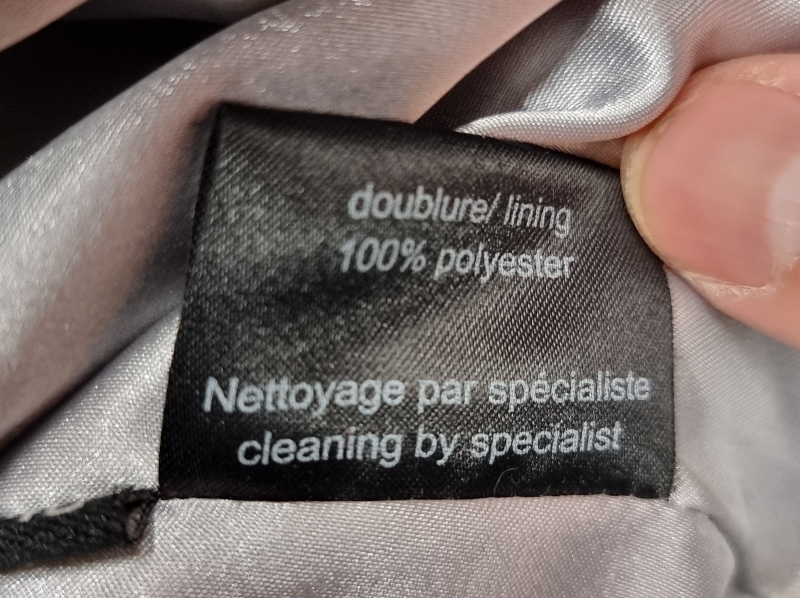 doublure/ lining
100% polyester
Nettoyage par spécialiste
cleaning by specialist